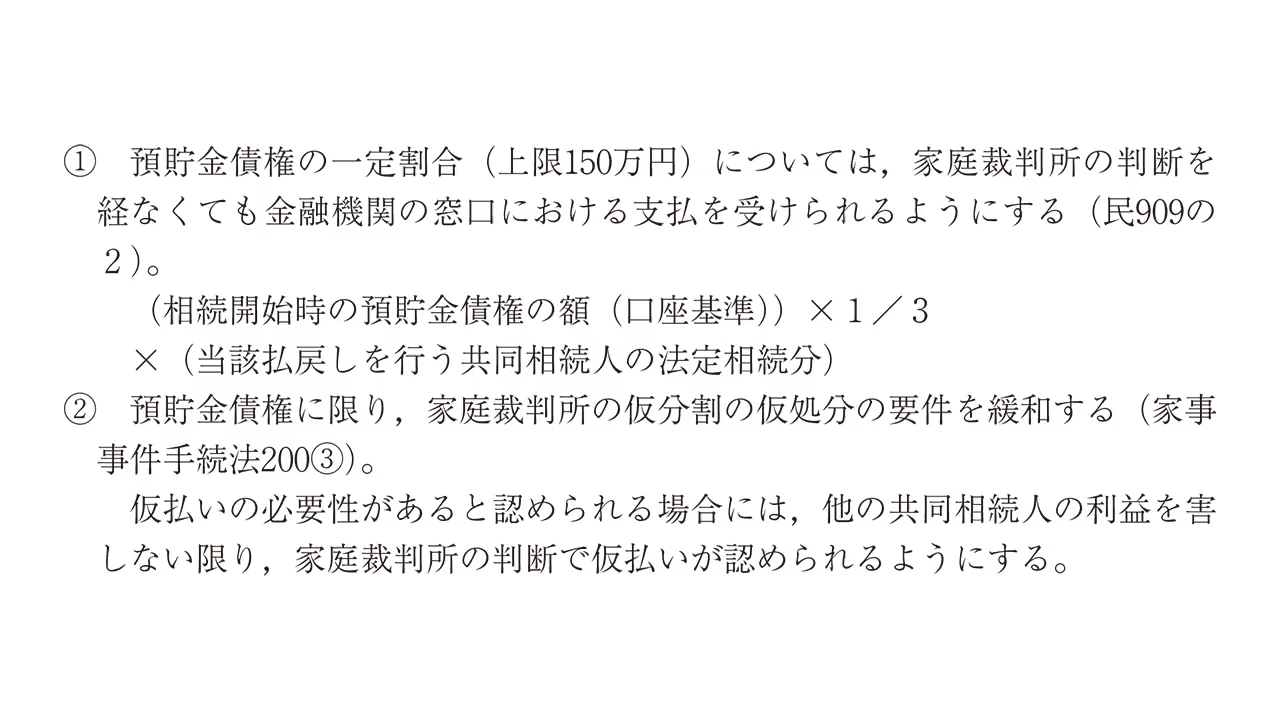 ①　預貯金債権の一定割合（上限150万円）については，家庭裁判所の判断を
経なくても金融機関の窓口における支払を受けられるようにする（民909の
２）。
（相続開始時の預貯金債権の額（口座基準））×１／３
×（当該払戻しを行う共同相続人の法定相続分）
②　預貯金債権に限り，家庭裁判所の仮分割の仮処分の要件を緩和する（家事
事件手続法200③）。
仮払いの必要性があると認められる場合には，他の共同相続人の利益を害
しない限り，家庭裁判所の判断で仮払いが認められるようにする。